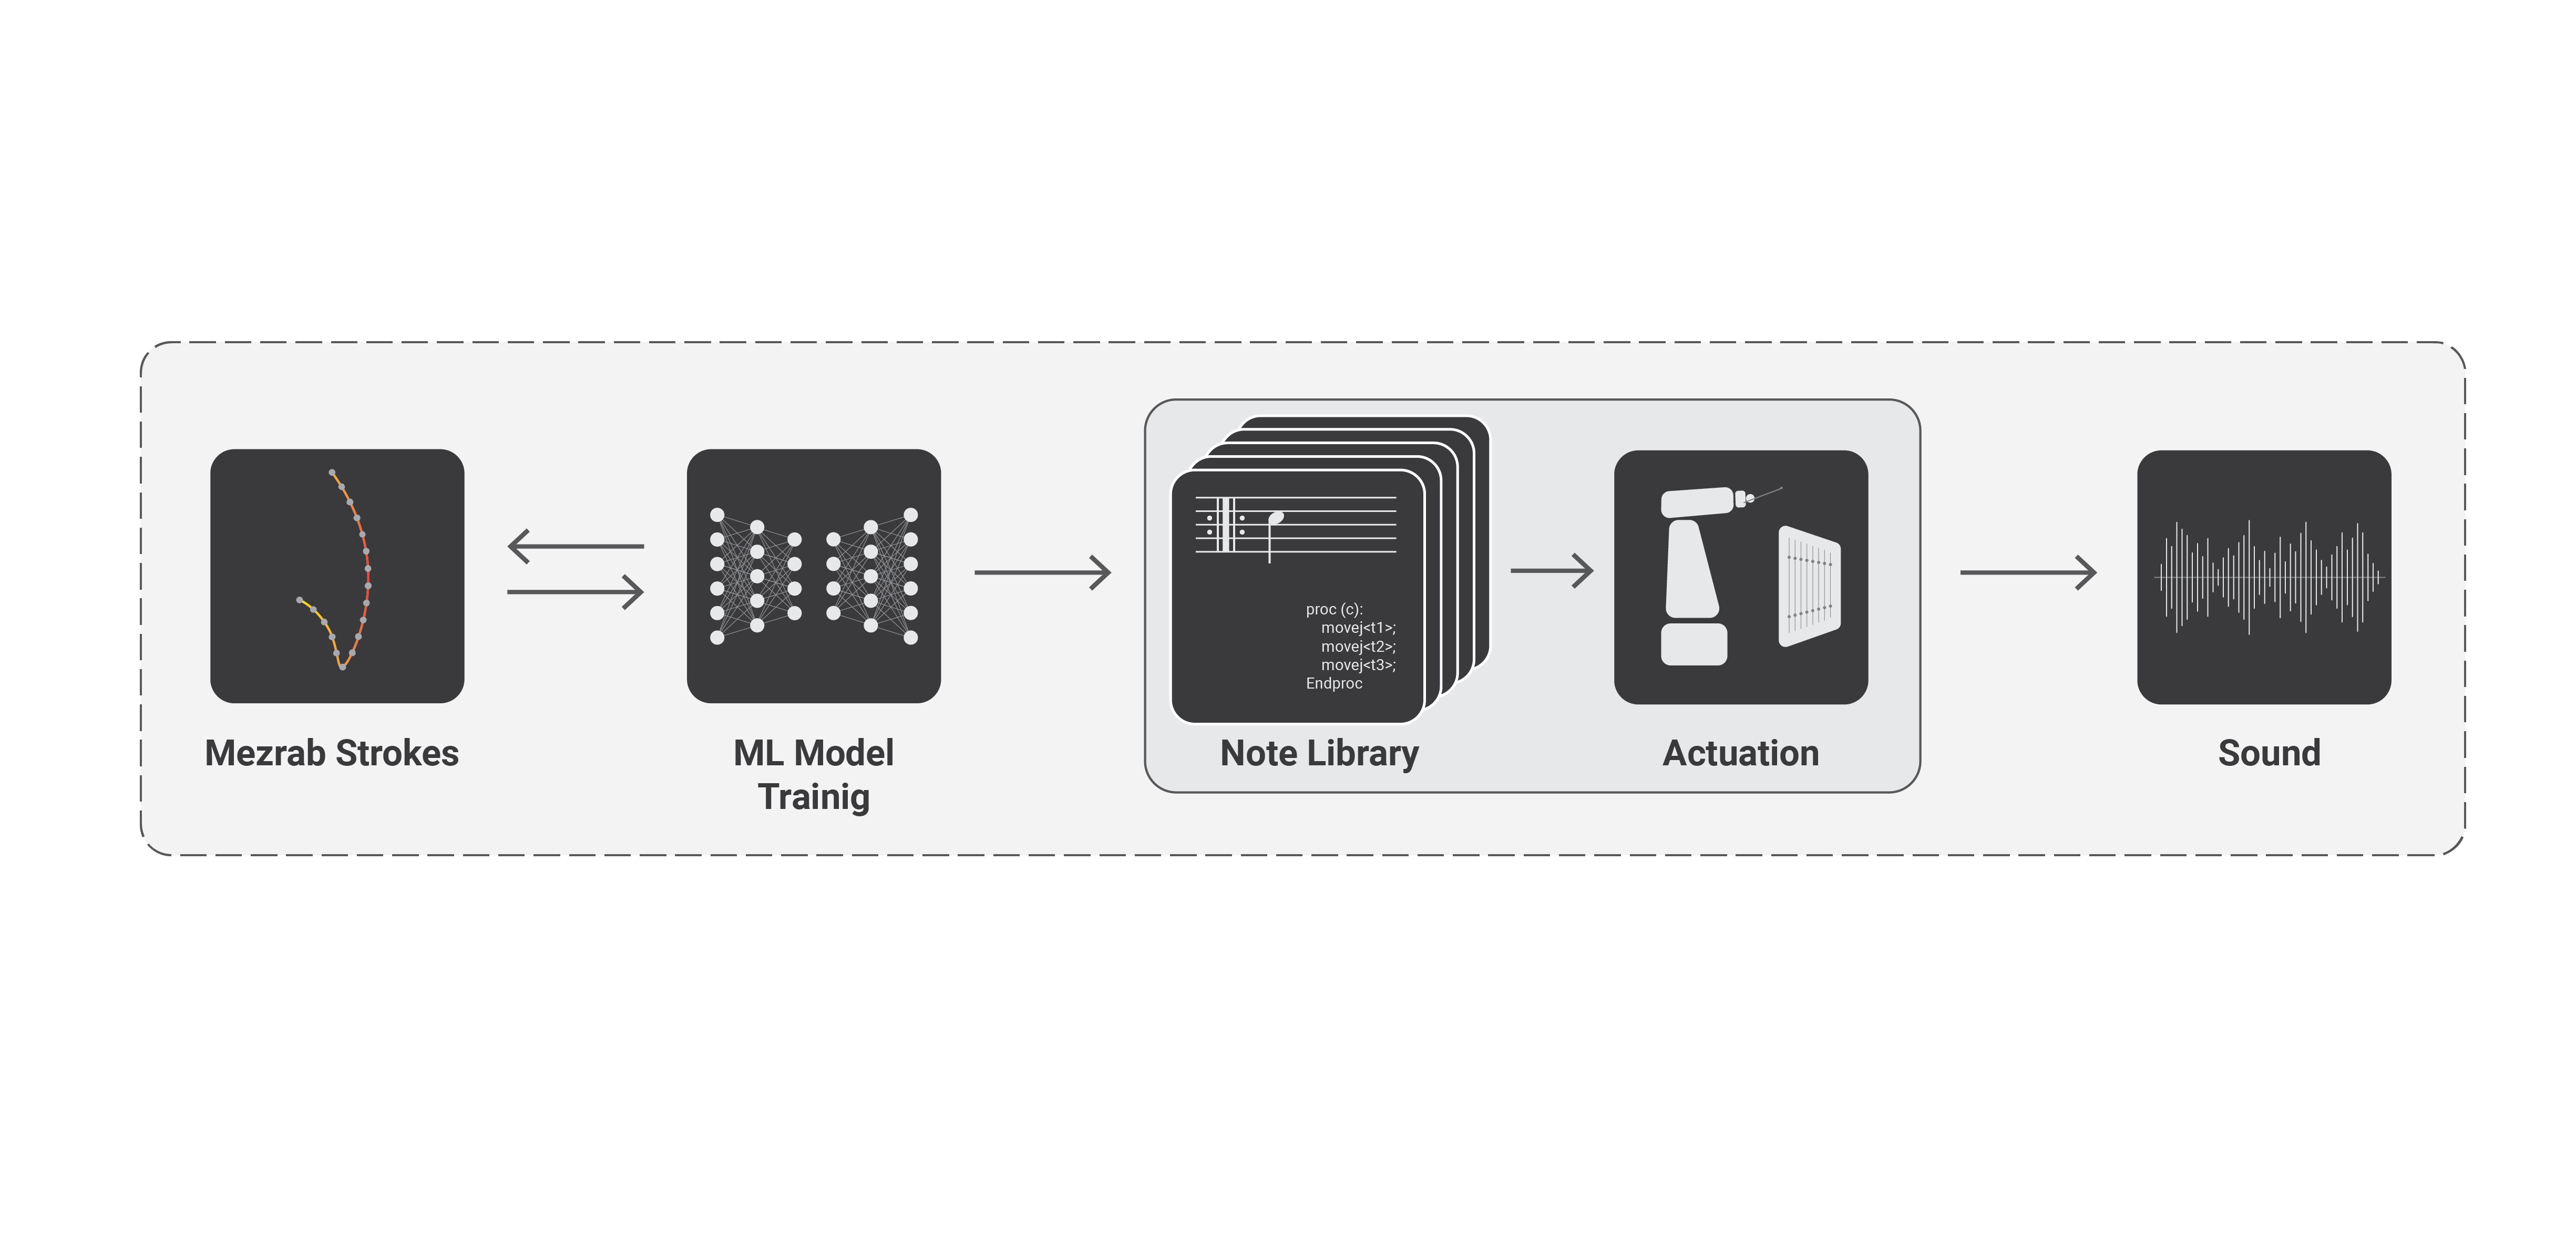 proc (c):
movej<t1>;
movej<t2>;
movej<t3>;
Endproc
Mezrab Strokes
ML Model
Trainig
Note Library
Actuation
Sound